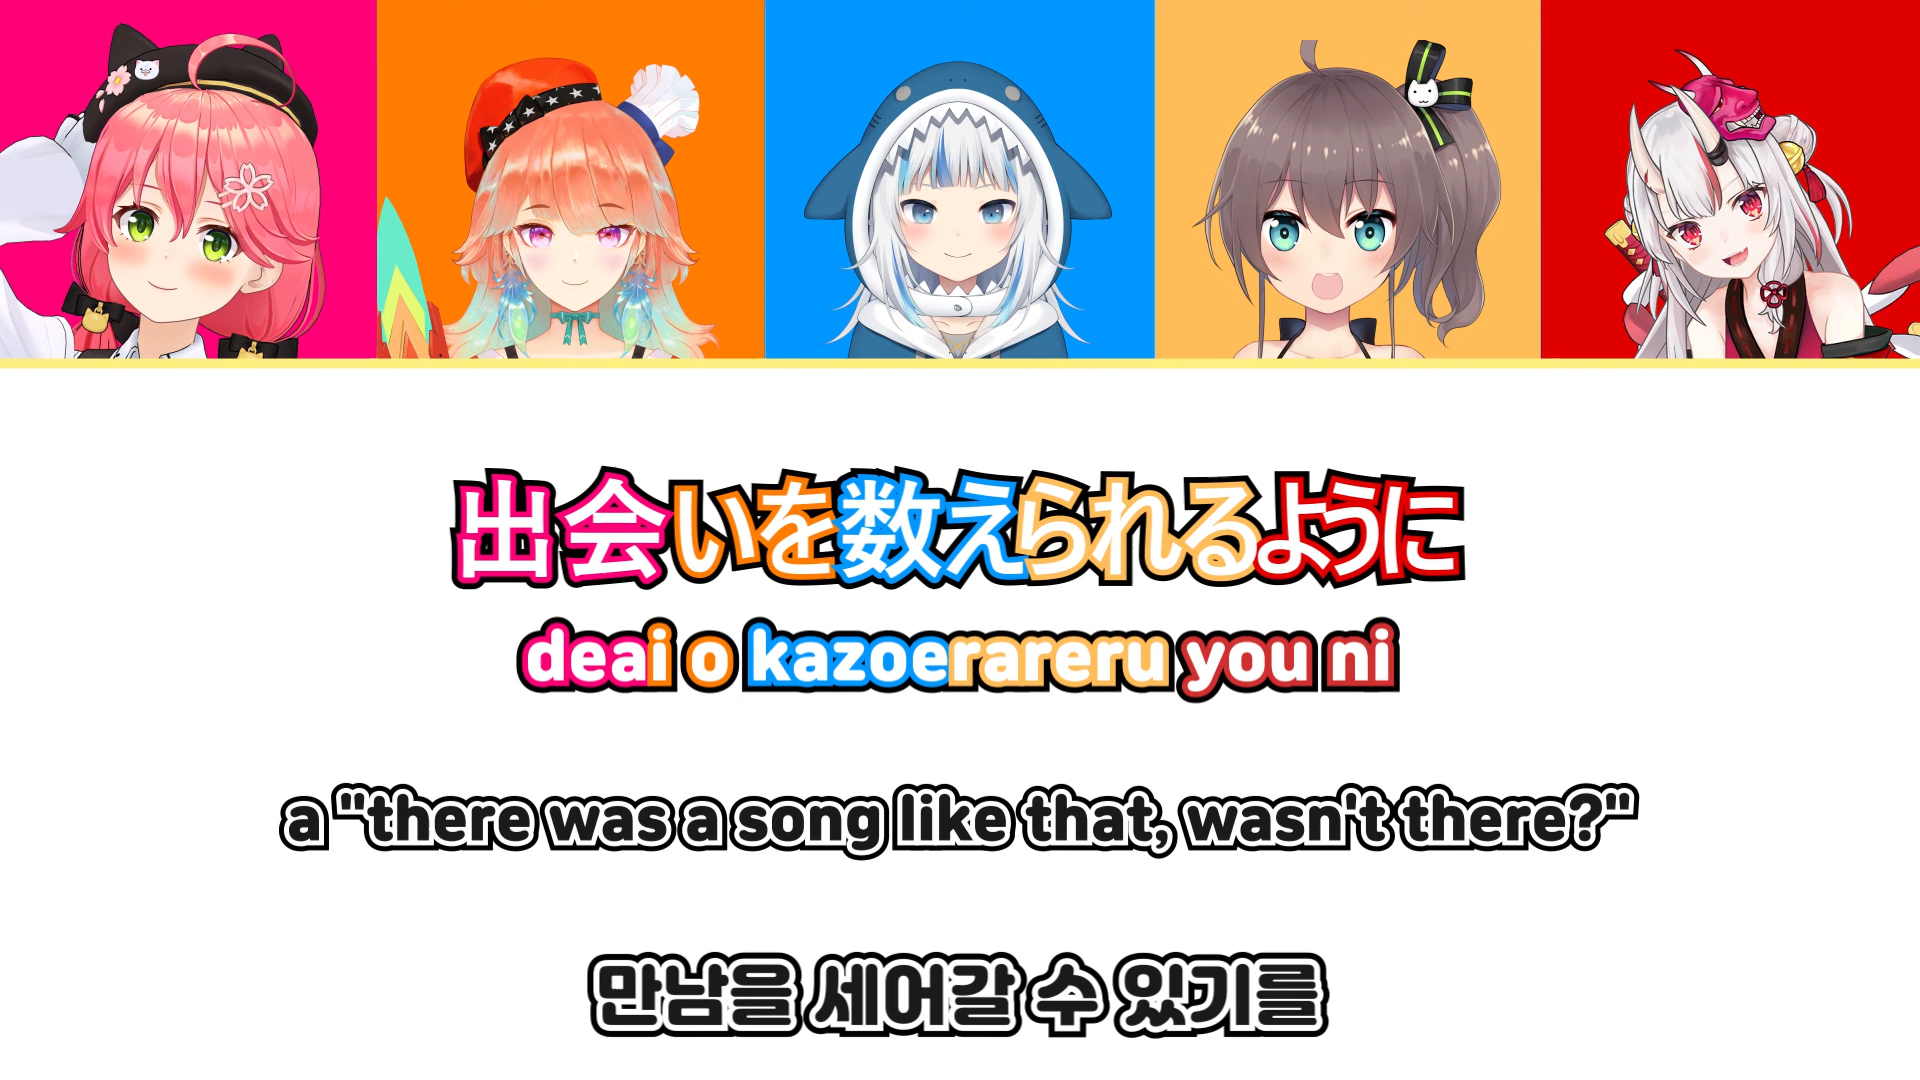 出会いを数えられるように
deai o kazoerareru you ni
a "there was a song like that, wasn't there?"
만남을 세어갈 수 있기를